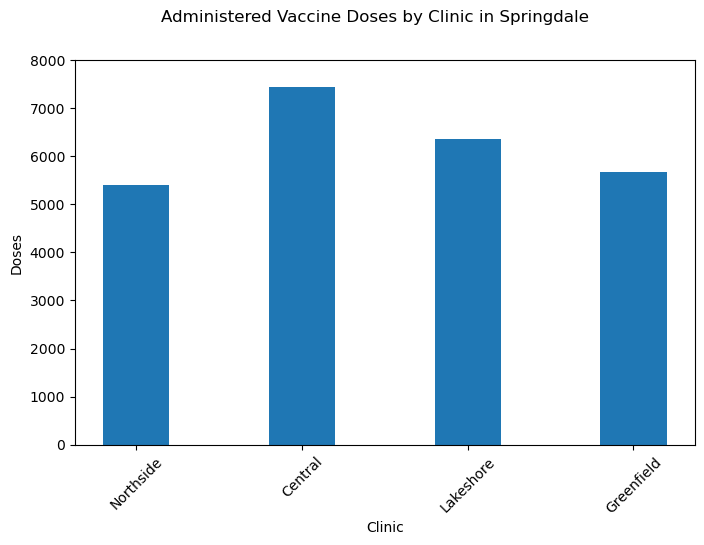 Administered Vaccine Doses by Clinic in Springdale
8000
7000
6000
5000
4000
3000
2000
1000
0
Doses
Northside
Central
Lakeshore
Greenfield
Clinic